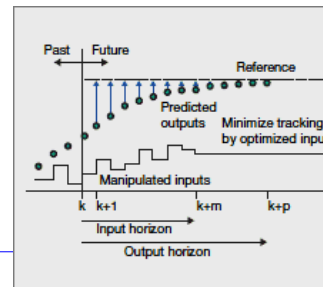 Past Future
Reference
Predicted
outputs
Minimize tracking
by optimized inpu
Manipulated inputs
k k+1 k+m k+p
Input horizon
Output horizon